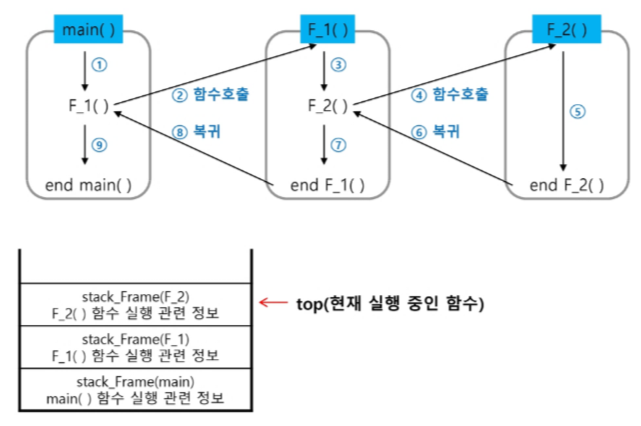 main( )
F_1( )
F_2( )
①
③
② 함수호출
④ 함수호출
⑤
F_1( )
F_2( )
⑧ 복귀
⑥ 복귀
⑨
⑦
end main( )
end F_1( )
end F_2( )
stack_Frame(F_2)
F_2( ) 함수 실행 관련 정보
top(현재 실행 중인 함수)
stack_Frame(F_1)
F_1( ) 함수 실행 관련 정보
stack_Frame(main)
main( ) 함수 실행 관련 정보